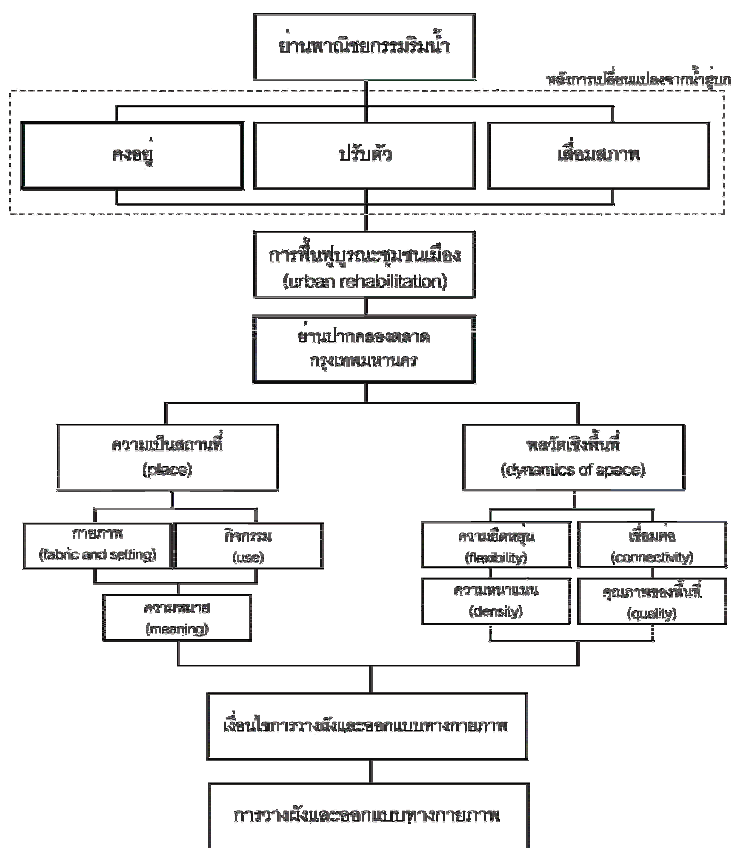 ย่านพาณิชยกรรมริมน้ำ
หลังการเปลี่ยนแปลงจากน้ำสู่บก
คงอยู่
ปรับตัว
เสื่อมสภาพ
การฟื้นฟูบูรณะชุมชนเมือง
(urban rehabilitation)
ย่านปากคลองตลาด
กรุงเทพมหานคร
ความเป็นสถานที่
(place)
พลวัตเชิงพื้นที่
(dynamics of space)
กายภาพ
(fabric and setting)
กิจกรรม
(use)
ความยืดหยุ่น
(flexibility)
เชื่อมต่อ
(connectivity)
ความหมาย
(meaning)
ความหนาแน่น
(density)
คุณภาพของพื้นที่
(quality)
เงื่อนไขการวางผังและออกแบบทางกายภาพ
การวางผังและออกแบบทางกายภาพ